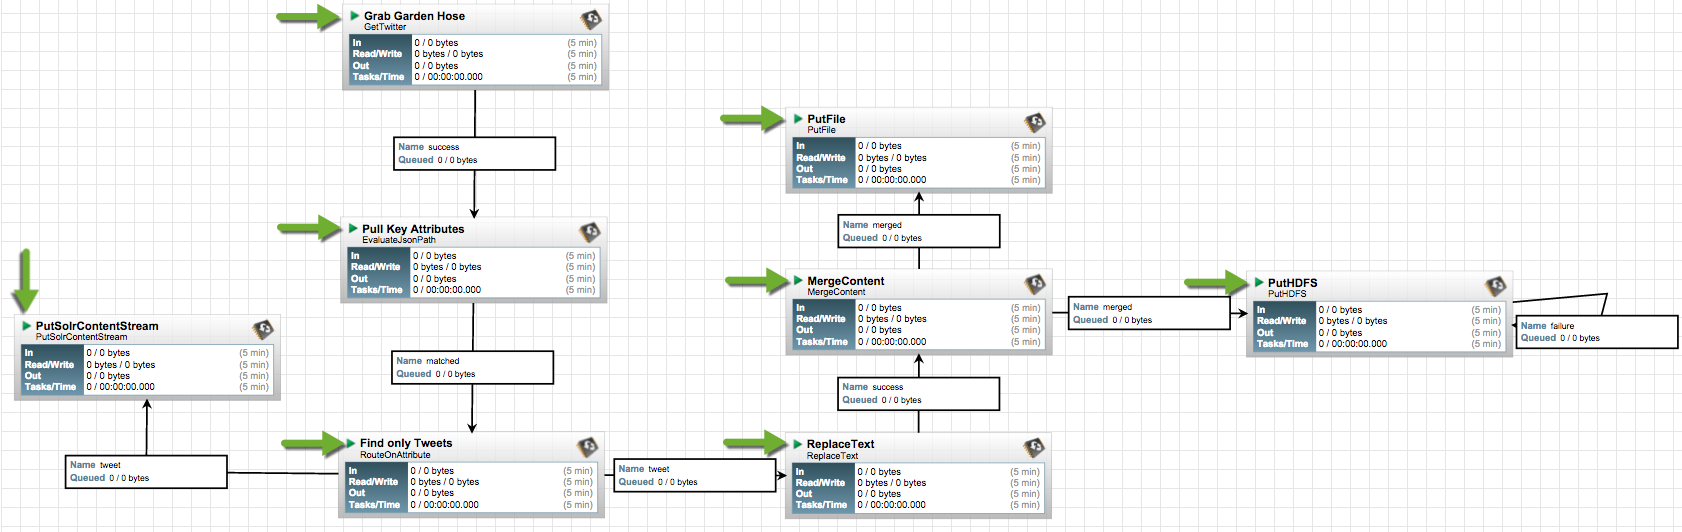 Grab Garden Hose
GetTwitter
In 0 / 0 bytes (5 min)
Read/Write 0 bytes / 0 bytes (5 min)
Out 0 / 0 bytes (5 min)
Tasks/Time 0 / 00:00:00.000 (5 min)
Name success
Queued 0 / 0 bytes
Pull Key Attributes
EvaluateJsonPath
In 0 / 0 bytes (5 min)
Read/Write 0 bytes / 0 bytes (5 min)
Out 0 / 0 bytes (5 min)
Tasks/Time 0 / 00:00:00.000 (5 min)
Name matched
Queued 0 / 0 bytes
PutSolrContentStream
PutSolrContentStream
In 0 / 0 bytes (5 min)
Read/Write 0 bytes / 0 bytes (5 min)
Out 0 / 0 bytes (5 min)
Tasks/Time 0 / 00:00:00.000 (5 min)
Name tweet
Queued 0 / 0 bytes
Find only Tweets
RouteOnAttribute
In 0 / 0 bytes (5 min)
Read/Write 0 bytes / 0 bytes (5 min)
Out 0 / 0 bytes (5 min)
Tasks/Time 0 / 00:00:00.000 (5 min)
Name tweet
Queued 0 / 0 bytes
PutFile
PutFile
In 0 / 0 bytes (5 min)
Read/Write 0 bytes / 0 bytes (5 min)
Out 0 / 0 bytes (5 min)
Tasks/Time 0 / 00:00:00.000 (5 min)
Name merged
Queued 0 / 0 bytes
MergeContent
MergeContent
In 0 / 0 bytes (5 min)
Read/Write 0 bytes / 0 bytes (5 min)
Out 0 / 0 bytes (5 min)
Tasks/Time 0 / 00:00:00.000 (5 min)
Name success
Queued 0 / 0 bytes
ReplaceText
ReplaceText
In 0 / 0 bytes (5 min)
Read/Write 0 bytes / 0 bytes (5 min)
Out 0 / 0 bytes (5 min)
Tasks/Time 0 / 00:00:00.000 (5 min)
Name merged
Queued 0 / 0 bytes
PutHDFS
PutHDFS
In 0 / 0 bytes (5 min)
Read/Write 0 bytes / 0 bytes (5 min)
Out 0 / 0 bytes (5 min)
Tasks/Time 0 / 00:00:00.000 (5 min)
Name failure
Queued 0 / 0 bytes